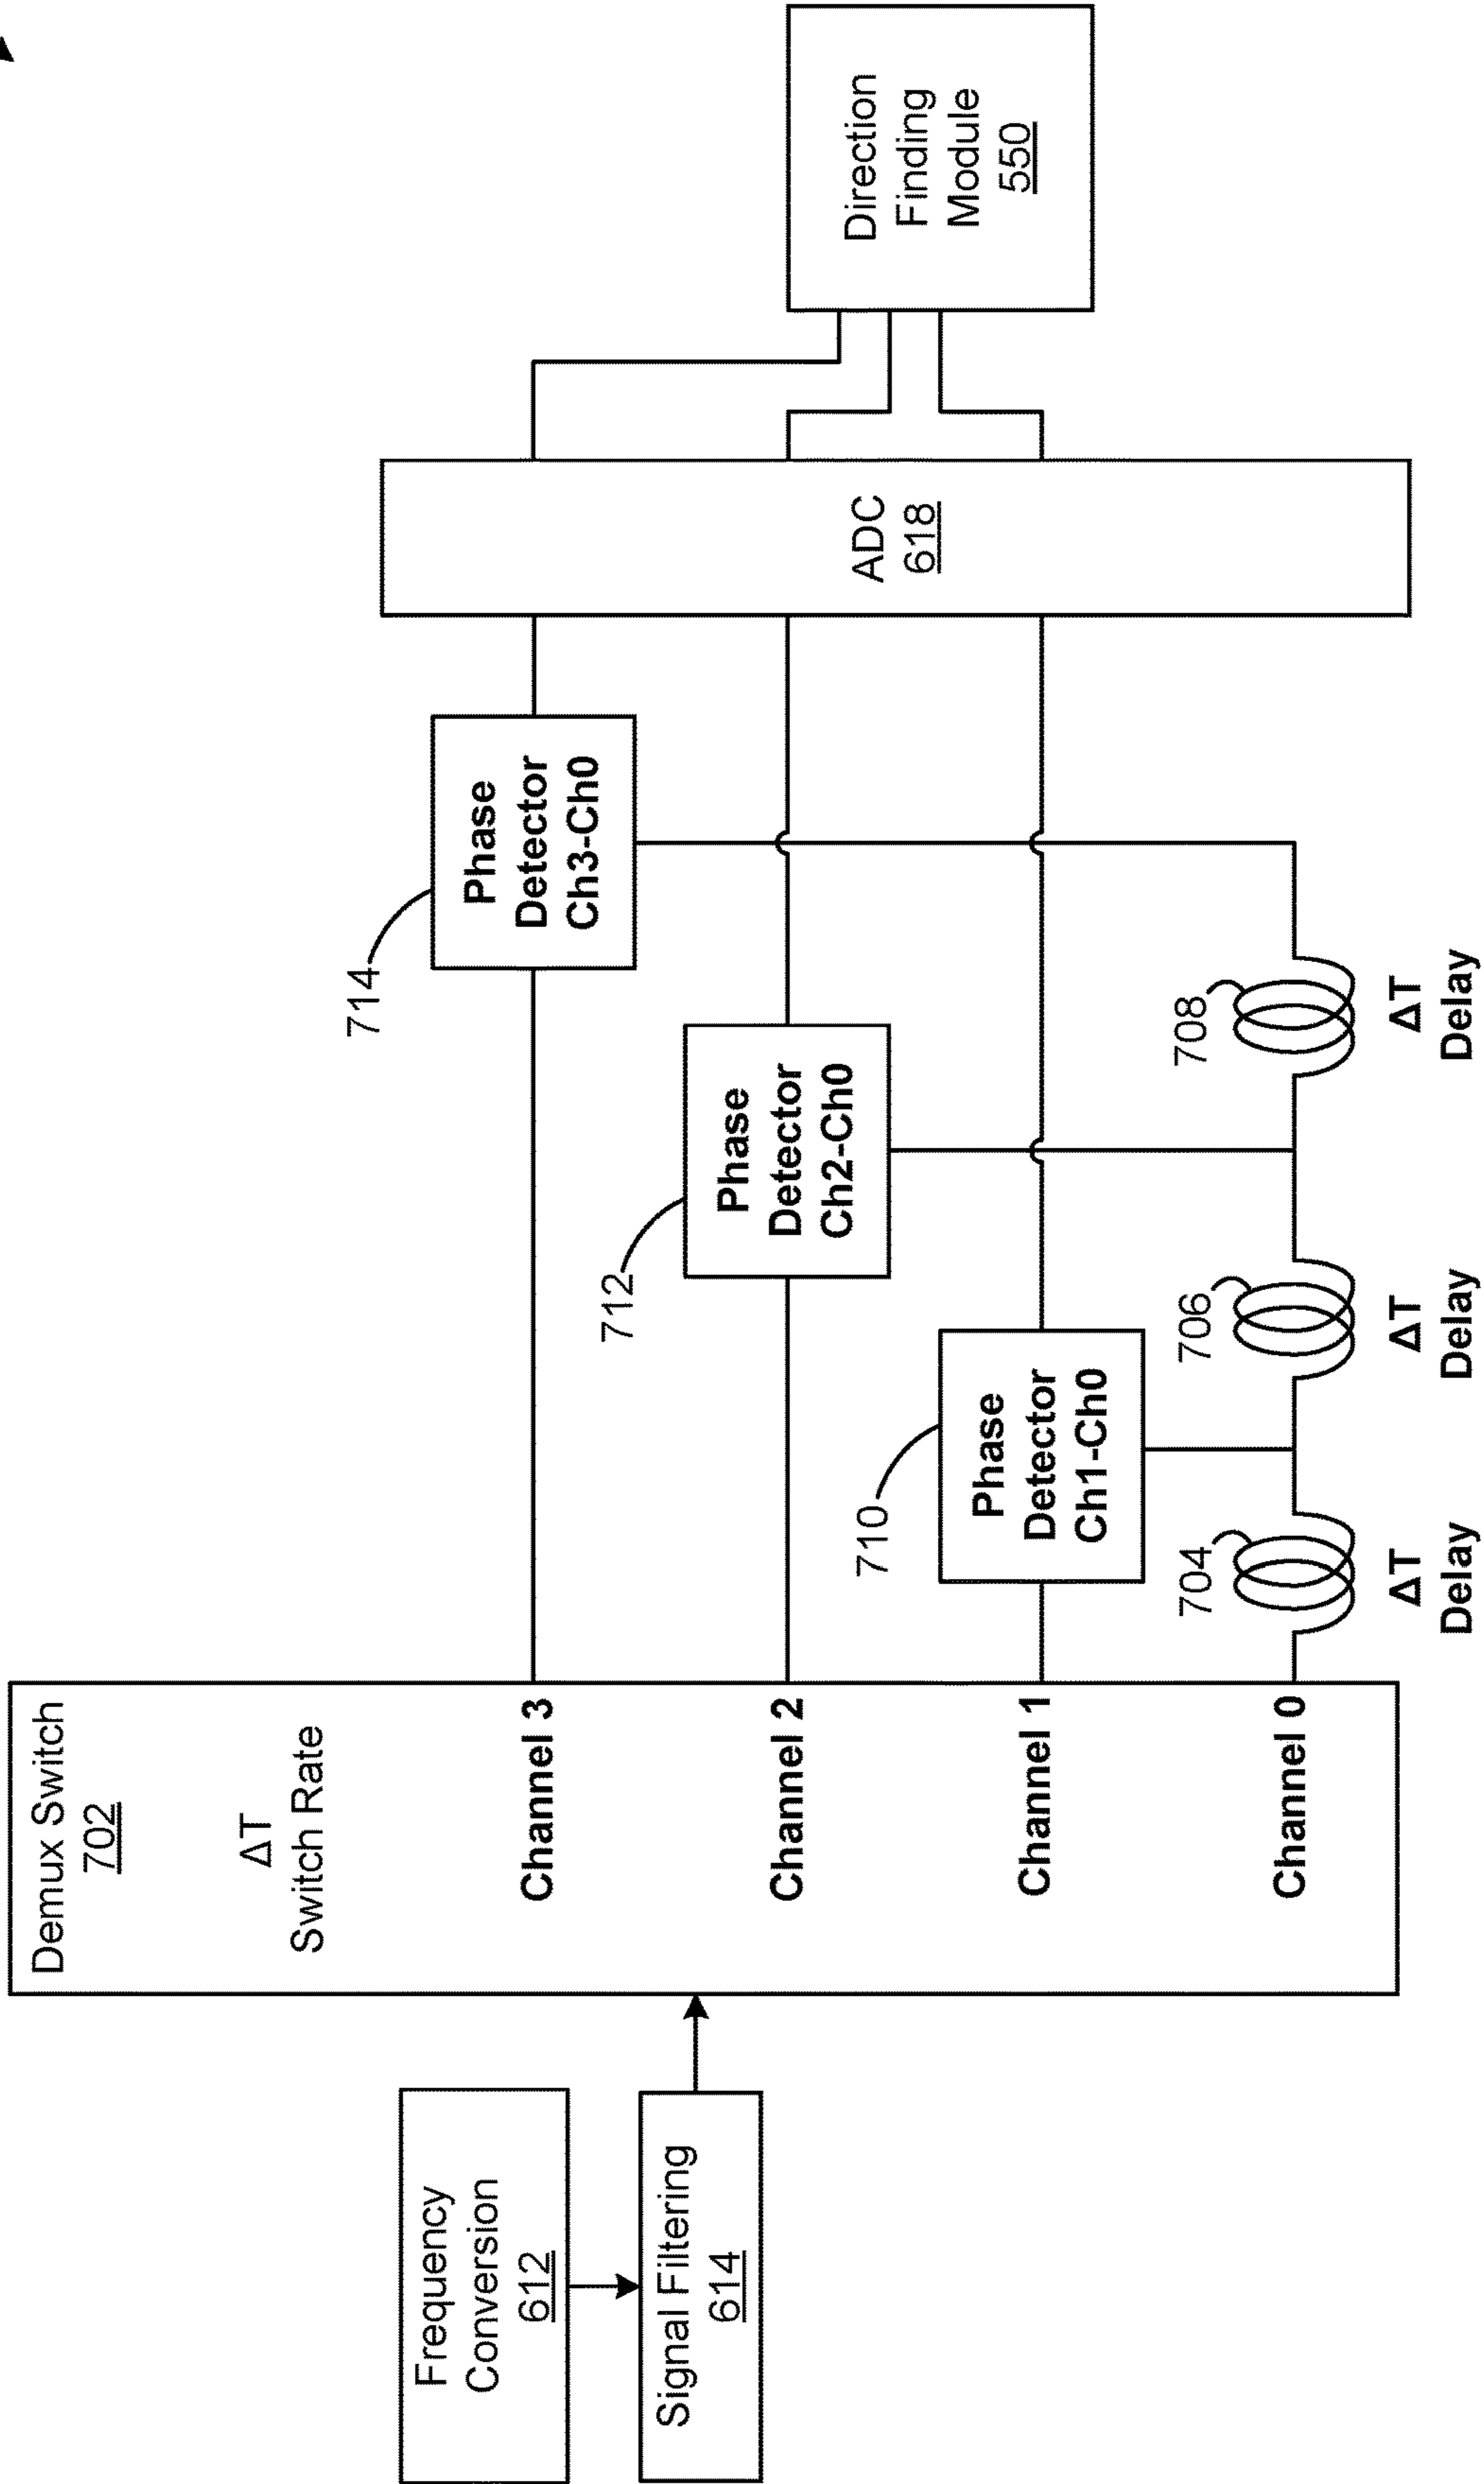 Frequency
Conversion
612
Signal Filtering
614
Demux Switch
702
ΔT
Switch Rate
Channel 3
Channel 2
Channel 1
Channel 0
714
Phase
Detector
Ch3-Ch0
712
Phase
Detector
Ch2-Ch0
710
Phase
Detector
Ch1-Ch0
704
ΔT
Delay
706
ΔT
Delay
708
ΔT
Delay
ADC
618
Direction
Finding
Module
550